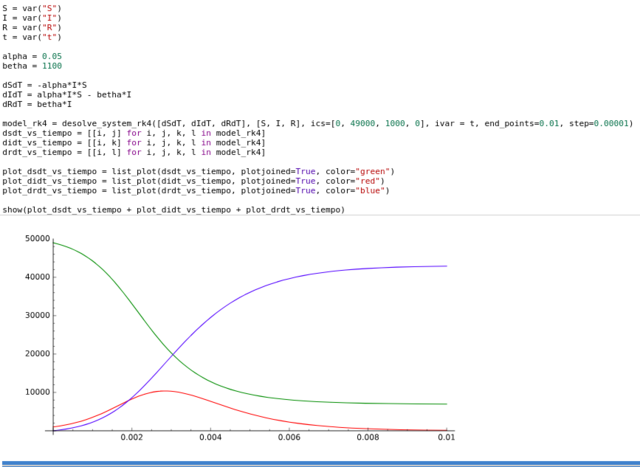 S = var("S")
I = var("I")
R = var("R")
t = var("t")
alpha = 0.05
betha = 1100
dSdT = -alpha*I*S
dIdT = alpha*I*S - betha*I
dRdT = betha*I
model_rk4 = desolve_system_rk4([dSdT, dIdT, dRdT], [S, I, R], ics=[0, 49000, 1000, 0], ivar = t, end_points=0.01, step=0.00001)
dsdt_vs_tiempo = [[i, j] for i, j, k, l in model_rk4]
didt_vs_tiempo = [[i, k] for i, j, k, l in model_rk4]
drdt_vs_tiempo = [[i, l] for i, j, k, l in model_rk4]
plot_dsdt_vs_tiempo = list_plot(dsdt_vs_tiempo, plotjoined=True, color="green")
plot_didt_vs_tiempo = list_plot(didt_vs_tiempo, plotjoined=True, color="red")
plot_drdt_vs_tiempo = list_plot(drdt_vs_tiempo, plotjoined=True, color="blue")
show(plot_dsdt_vs_tiempo + plot_didt_vs_tiempo + plot_drdt_vs_tiempo)
50000
40000
30000
20000
10000
0.002 0.004 0.006 0.008 0.01